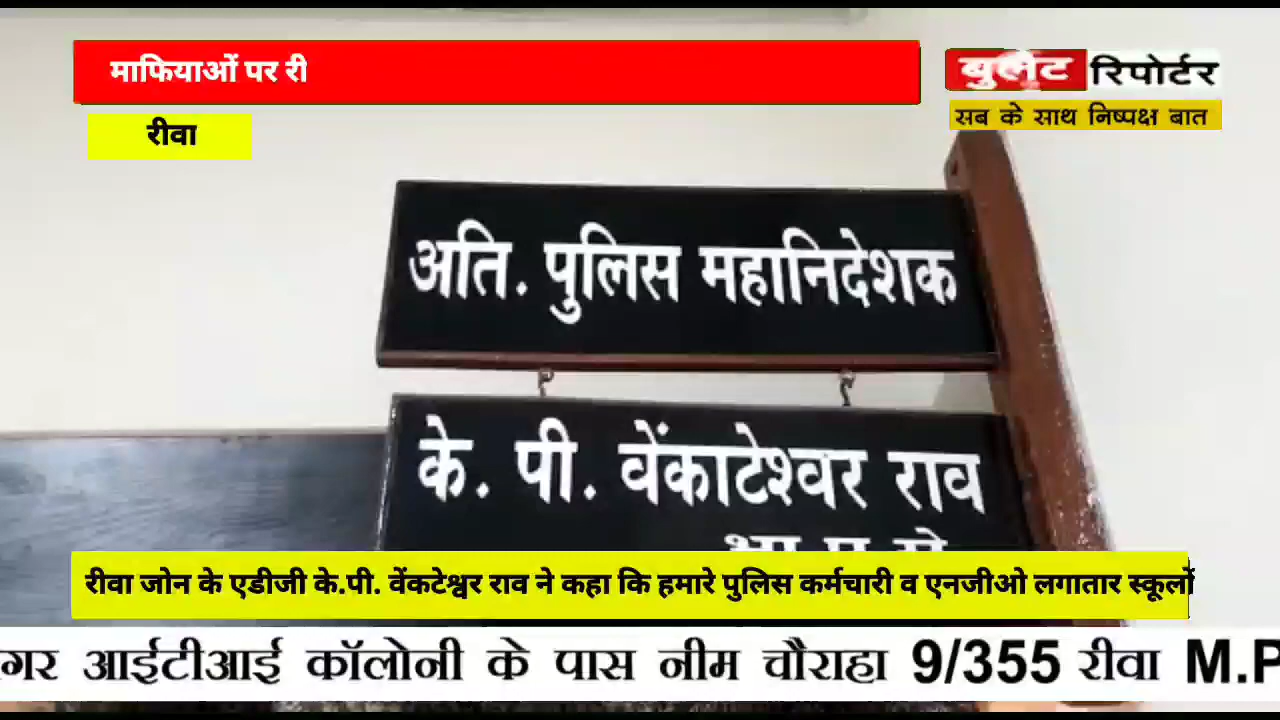 माफियाओं पर री
बुलेट रिपोर्टर
सब के साथ निष्पक्ष बात
रीवा
अति. पुलिस महानिदेशक
के. पी. वेंकाटेश्वर राव
रीवा जोन के एडीजी के.पी. वेंकटेश्वर राव ने कहा कि हमारे पुलिस कर्मचारी व एनजीओ लगातार स्कूलों
गर आईटीआई कॉलोनी के पास नीम चौराहा 9/355 रीवा M.P